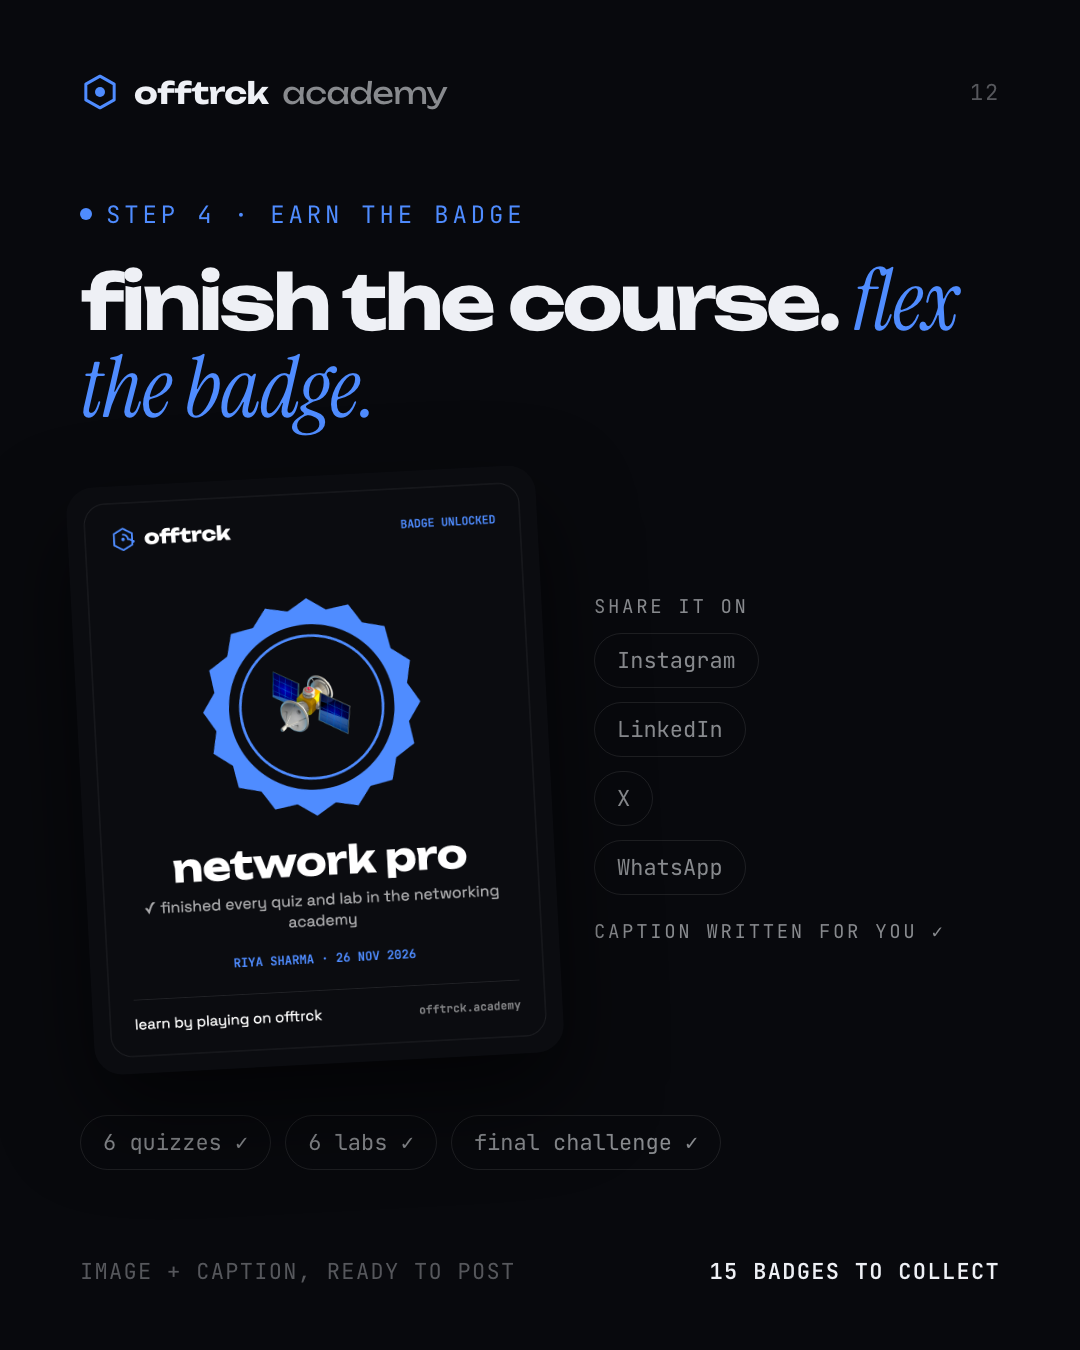 offtrck academy
12
STEP 4 · EARN THE BADGE
finish the course. flex
the badge.
offtrck
BADGE UNLOCKED
network pro
✓ finished every quiz and lab in the networking
academy
RIYA SHARMA · 26 NOV 2026
learn by playing on offtrck
offtrck.academy
SHARE IT ON
Instagram
LinkedIn
X
WhatsApp
CAPTION WRITTEN FOR YOU ✓
6 quizzes ✓
6 labs ✓
final challenge ✓
IMAGE + CAPTION, READY TO POST
15 BADGES TO COLLECT